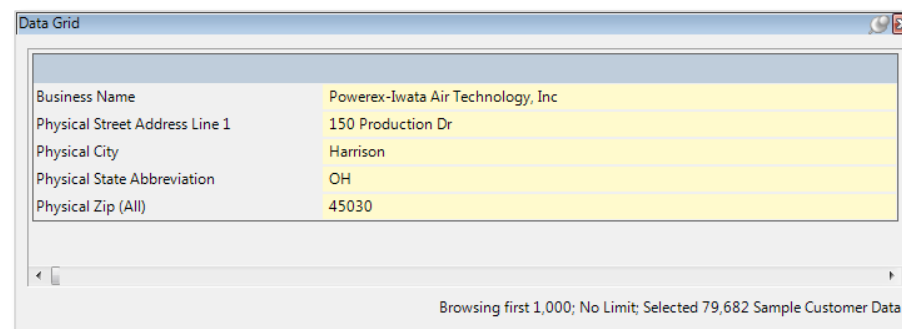 Data Grid
Business Name Powerex-Iwata Air Technology, Inc
Physical Street Address Line 1 150 Production Dr
Physical City Harrison
Physical State Abbreviation OH
Physical Zip (All) 45030
Browsing first 1,000; No Limit; Selected 79,682 Sample Customer Data